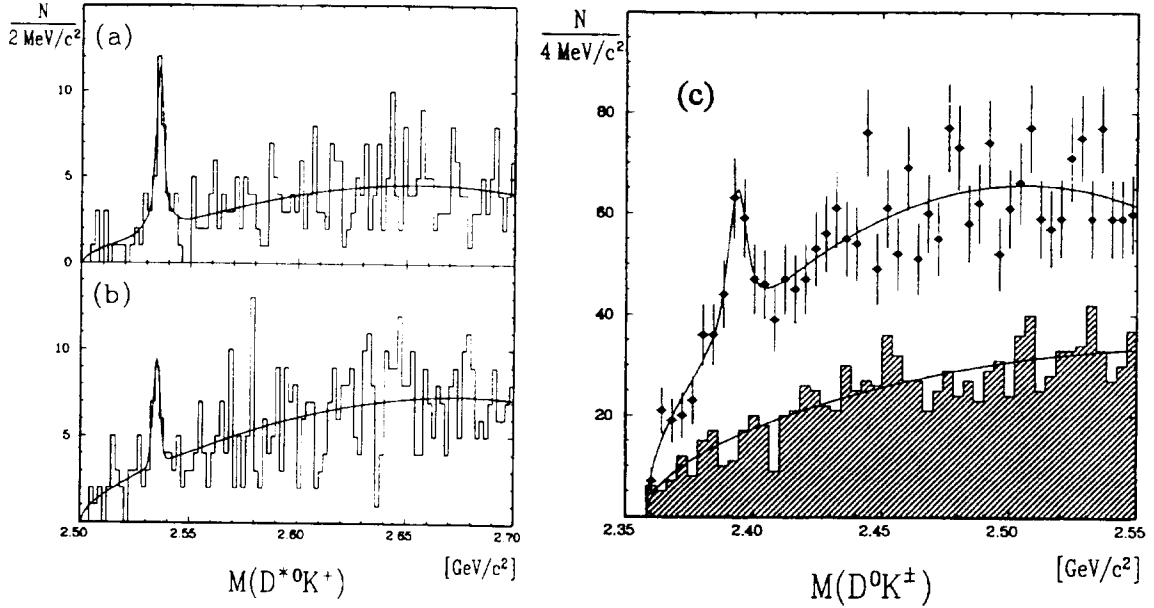 N
2 MeV/c²
(a)
10
5
0
(b)
10
5
0
2.50 2.55 2.60 2.65 2.70
[GeV/c²]
M(D*⁰K⁺)
N
4 MeV/c²
(c)
100
80
60
40
20
2.35 2.40 2.45 2.50 2.55
[GeV/c²]
M(D⁰K±)